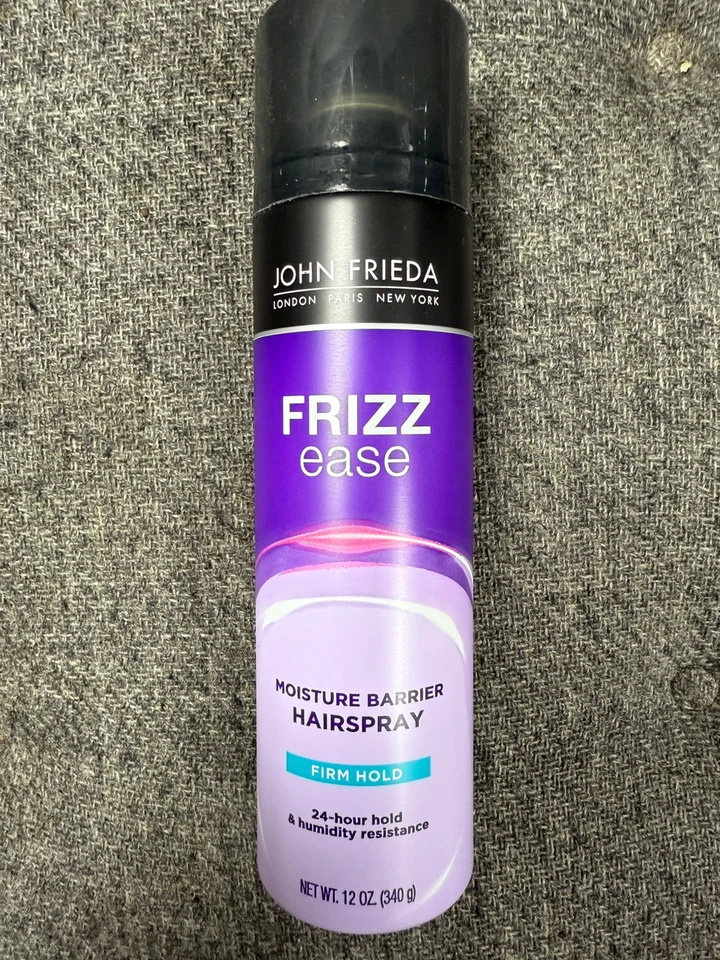 JOHN FRIEDA
LONDON PARIS NEW YORK
FRIZZ
ease
MOISTURE BARRIER
HAIRSPRAY
FIRM HOLD
24-hour hold
& humidity resistance
NET WT. 12 OZ. (340 g)